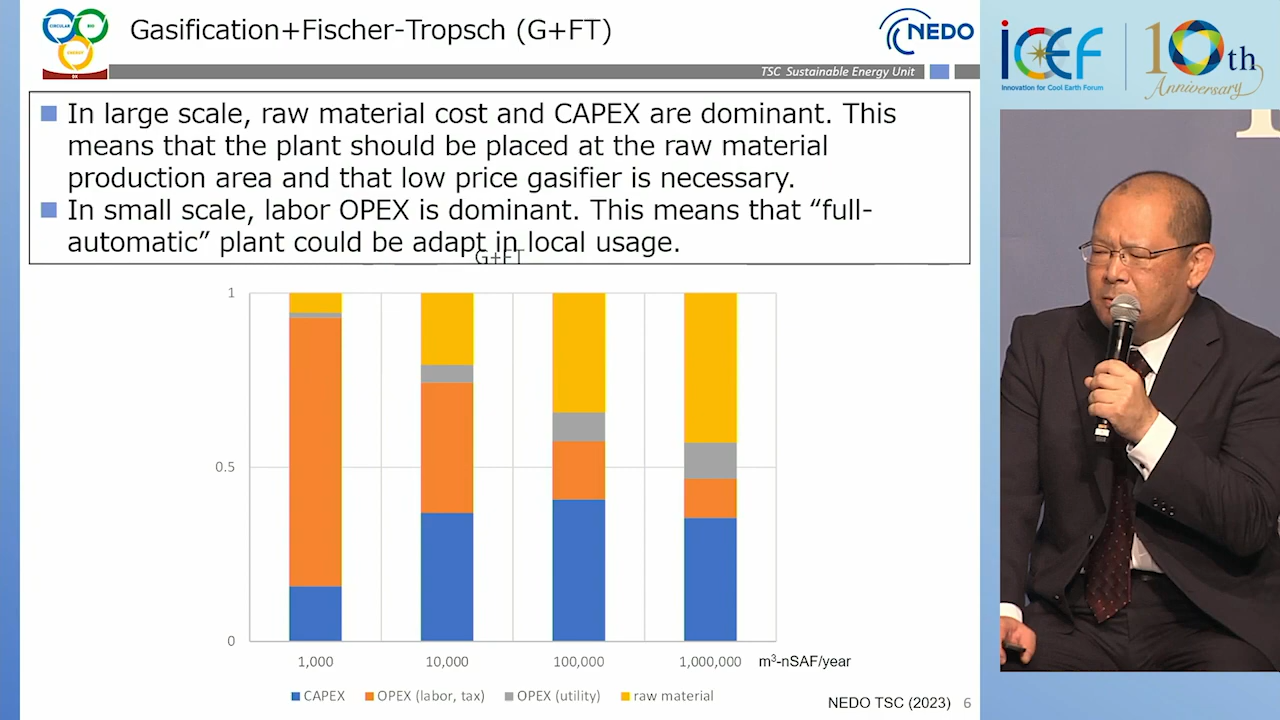 CIRCULAR
BIO
ENERGY
Gasification+Fischer-Tropsch (G+FT)
NEDO
TSC Sustainable Energy Unit
In large scale, raw material cost and CAPEX are dominant. This
means that the plant should be placed at the raw material
production area and that low price gasifier is necessary.
In small scale, labor OPEX is dominant. This means that “full-
automatic” plant could be adapt in local usage.
G+FT
1
0.5
0
1,000
10,000
100,000
1,000,000
m³-nSAF/year
CAPEX
OPEX (labor, tax)
OPEX (utility)
raw material
NEDO TSC (2023)
6
ICEF
Innovation for Cool Earth Forum
10th
Anniversary